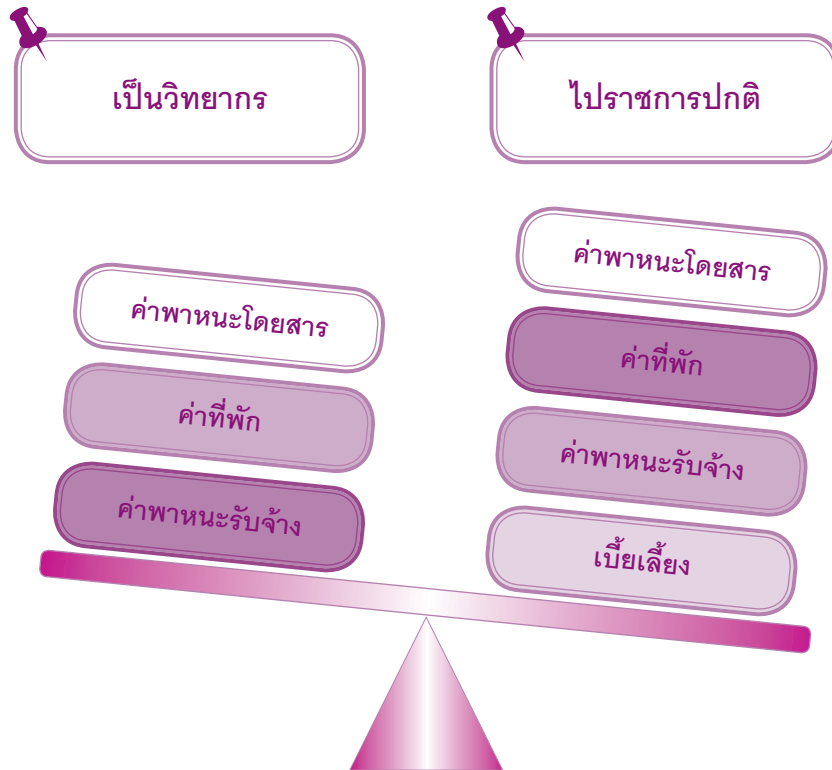 เป็นวิทยากร
ค่าพาหนะโดยสาร
ค่าที่พัก
ค่าพาหนะรับจ้าง
ไปราชการปกติ
ค่าพาหนะโดยสาร
ค่าที่พัก
ค่าพาหนะรับจ้าง
เบี้ยเลี้ยง